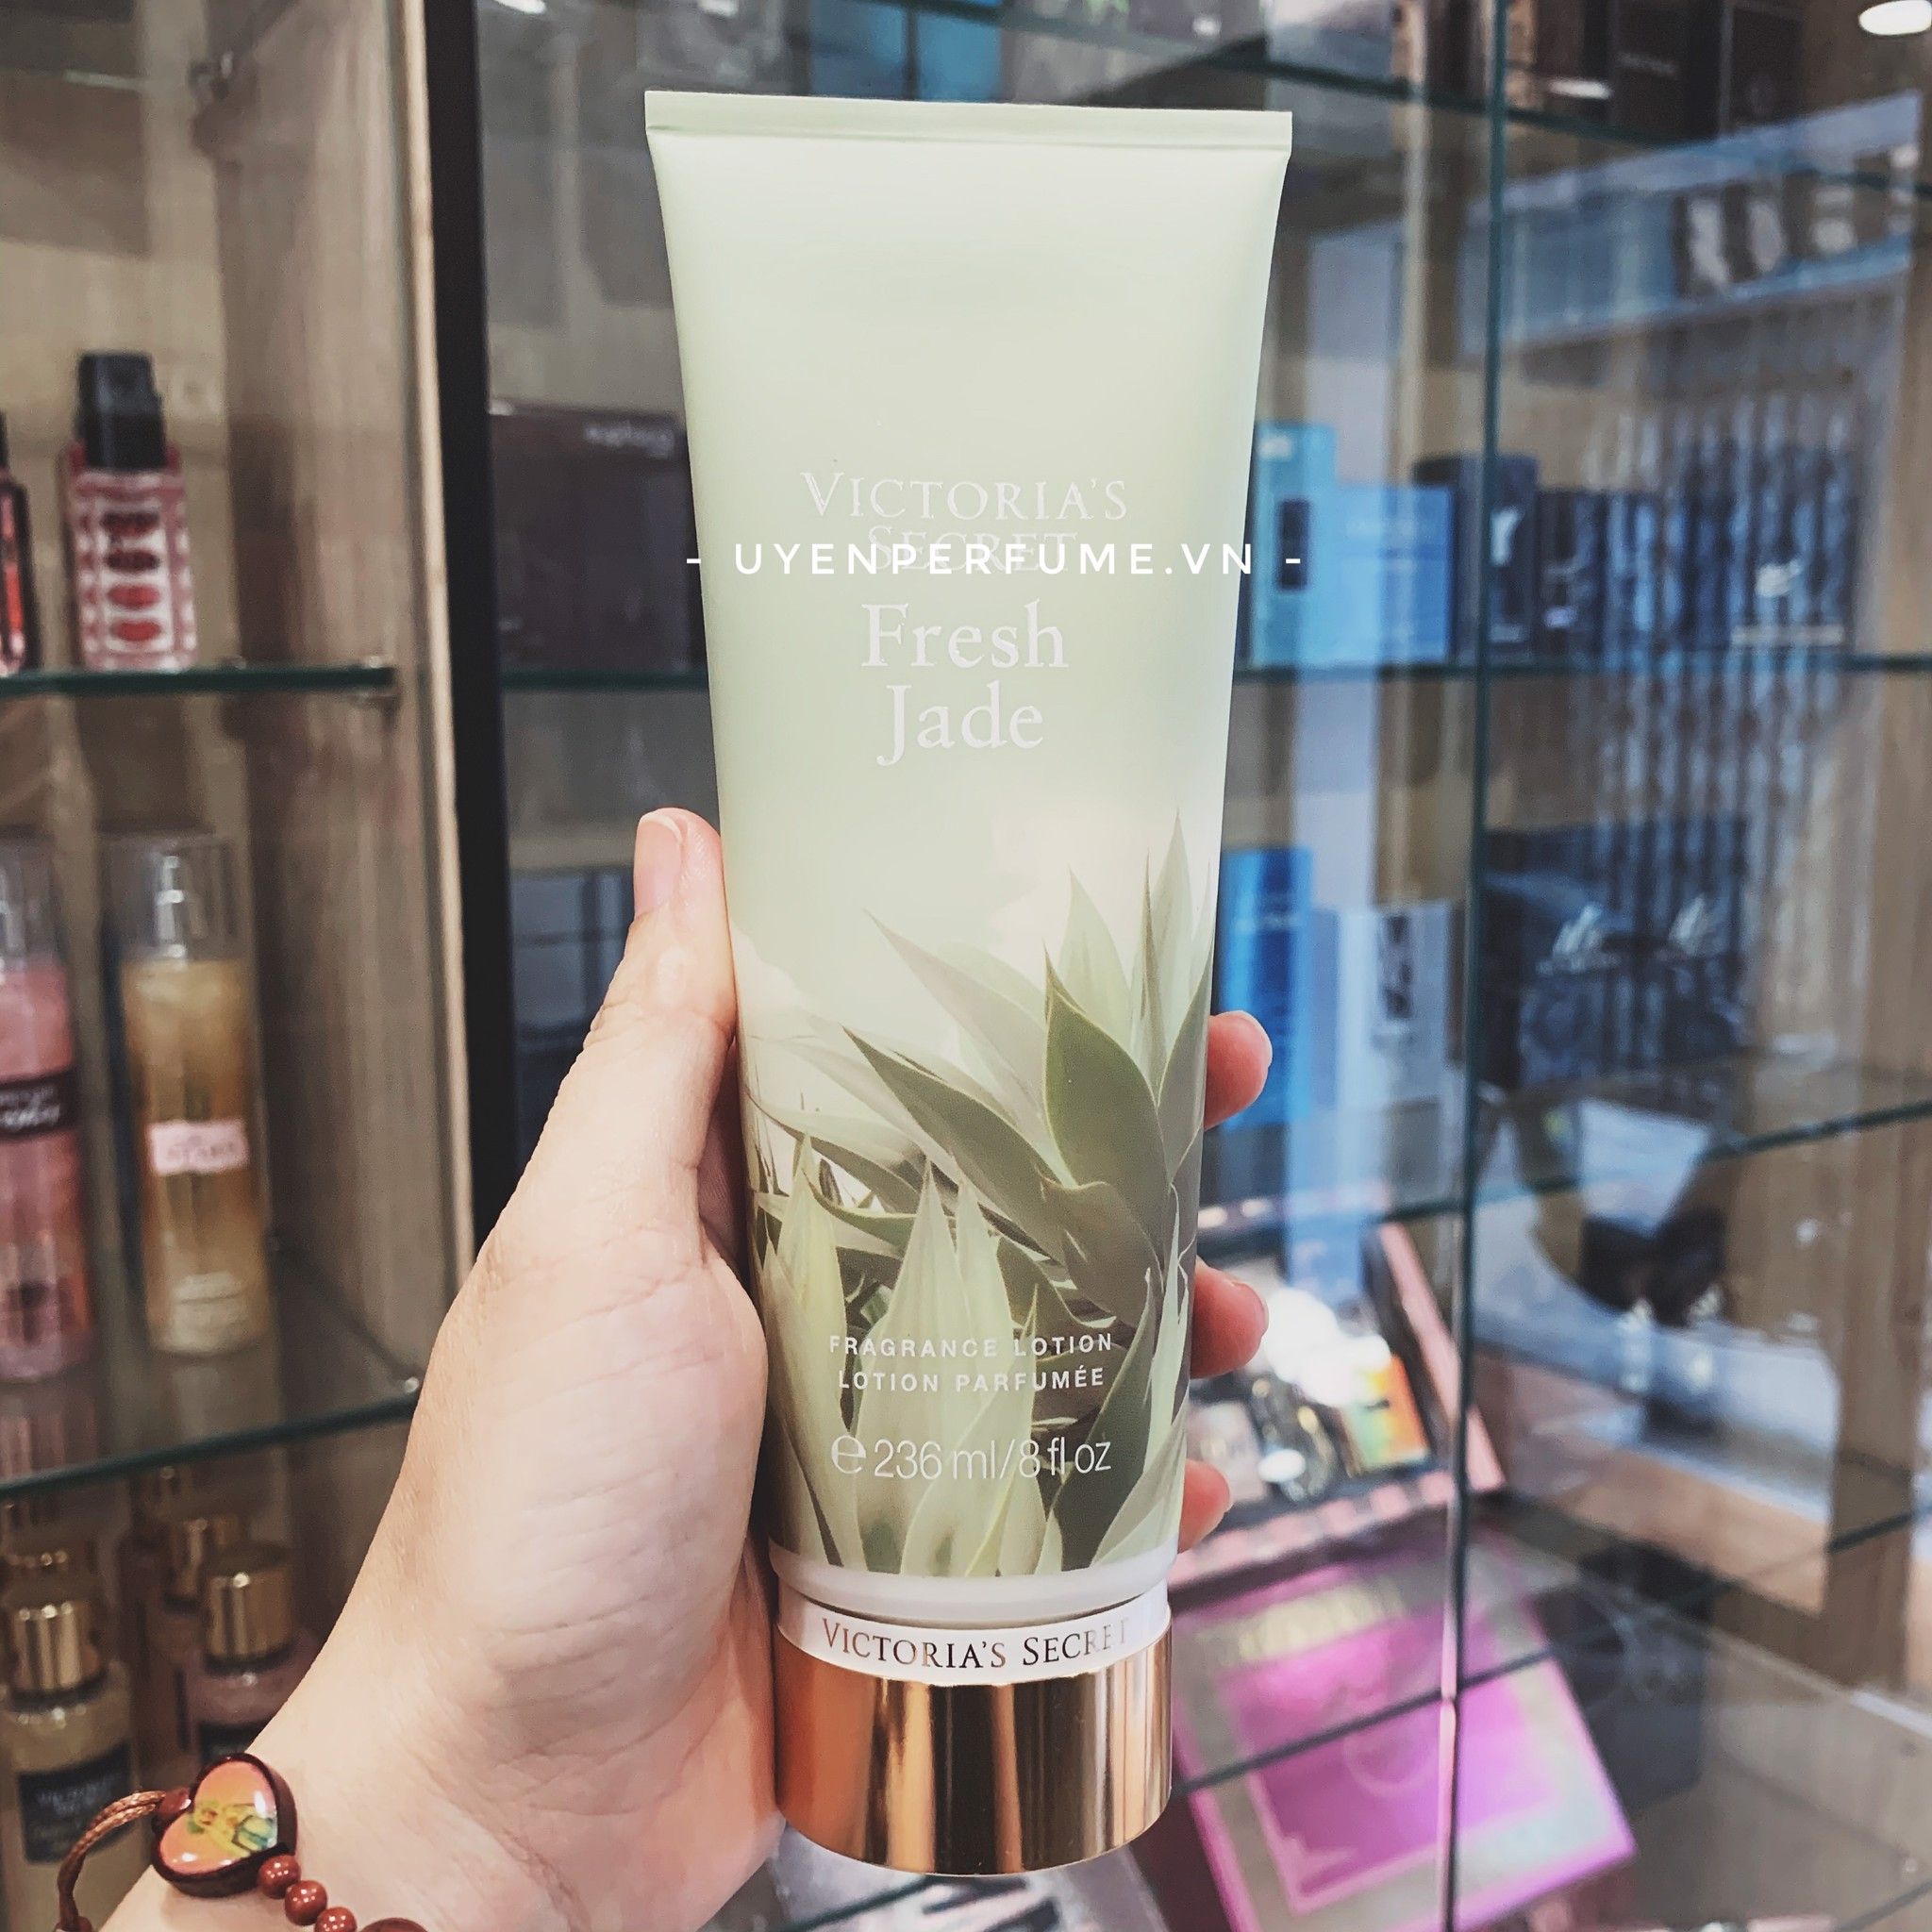 VICTORIA'S
SECRET
- UYENPERFUME.VN -
Fresh
Jade
FRAGRANCE LOTION
LOTION PARFUMÉE
℮ 236 ml/8 fl oz
VICTORIA'S SECRET